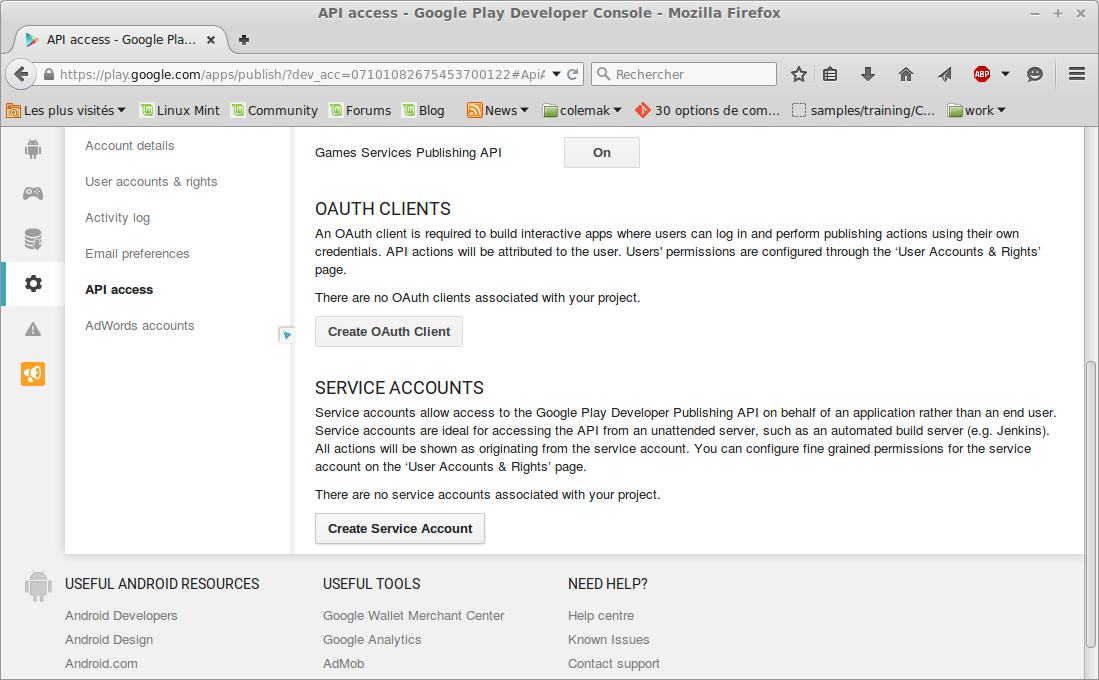 API access - Google Play Developer Console - Mozilla Firefox
API access - Google Pla...
https://play.google.com/apps/publish/?dev_acc=07101082675453700122#ApiA
Rechercher
ABP
Les plus visités
Linux Mint
Community
Forums
Blog
News
colemak
30 options de com...
samples/training/C...
work
Account details
User accounts & rights
Activity log
Email preferences
API access
AdWords accounts
Games Services Publishing API
On
OAUTH CLIENTS
An OAuth client is required to build interactive apps where users can log in and perform publishing actions using their own
credentials. API actions will be attributed to the user. Users' permissions are configured through the ‘User Accounts & Rights’
page.
There are no OAuth clients associated with your project.
Create OAuth Client
SERVICE ACCOUNTS
Service accounts allow access to the Google Play Developer Publishing API on behalf of an application rather than an end user.
Service accounts are ideal for accessing the API from an unattended server, such as an automated build server (e.g. Jenkins).
All actions will be shown as originating from the service account. You can configure fine grained permissions for the service
account on the ‘User Accounts & Rights’ page.
There are no service accounts associated with your project.
Create Service Account
USEFUL ANDROID RESOURCES
Android Developers
Android Design
Android.com
USEFUL TOOLS
Google Wallet Merchant Center
Google Analytics
AdMob
NEED HELP?
Help centre
Known Issues
Contact support